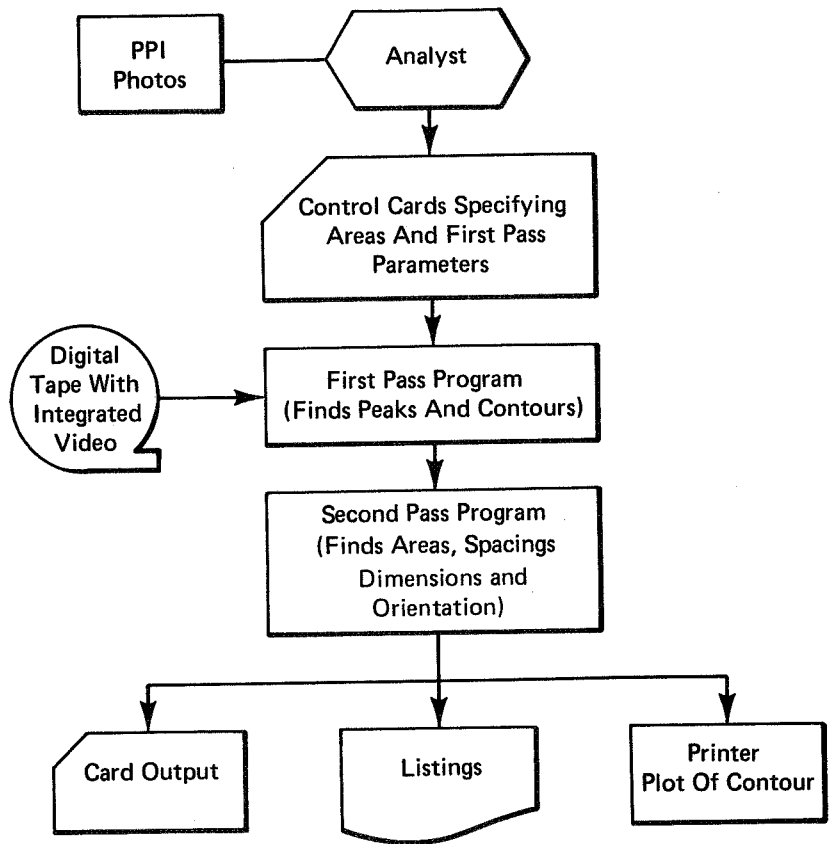 PPI
Photos
Analyst
Control Cards Specifying
Areas And First Pass
Parameters
Digital
Tape With
Integrated
Video
First Pass Program
(Finds Peaks And Contours)
Second Pass Program
(Finds Areas, Spacings
Dimensions and
Orientation)
Card Output
Listings
Printer
Plot Of Contour